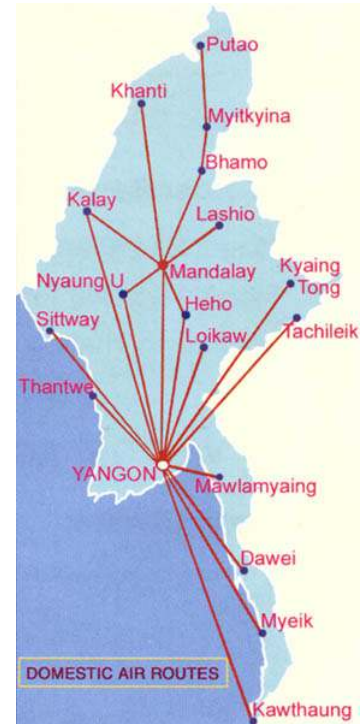 Putao
Khanti
Myitkyina
Bhamo
Kalay
Lashio
Mandalay
Kyaing
Tong
Nyaung U
Heho
Sittway
Loikaw
Tachileik
Thantwe
YANGON
Mawlamyaing
Dawei
Myeik
DOMESTIC AIR ROUTES
Kawthaung